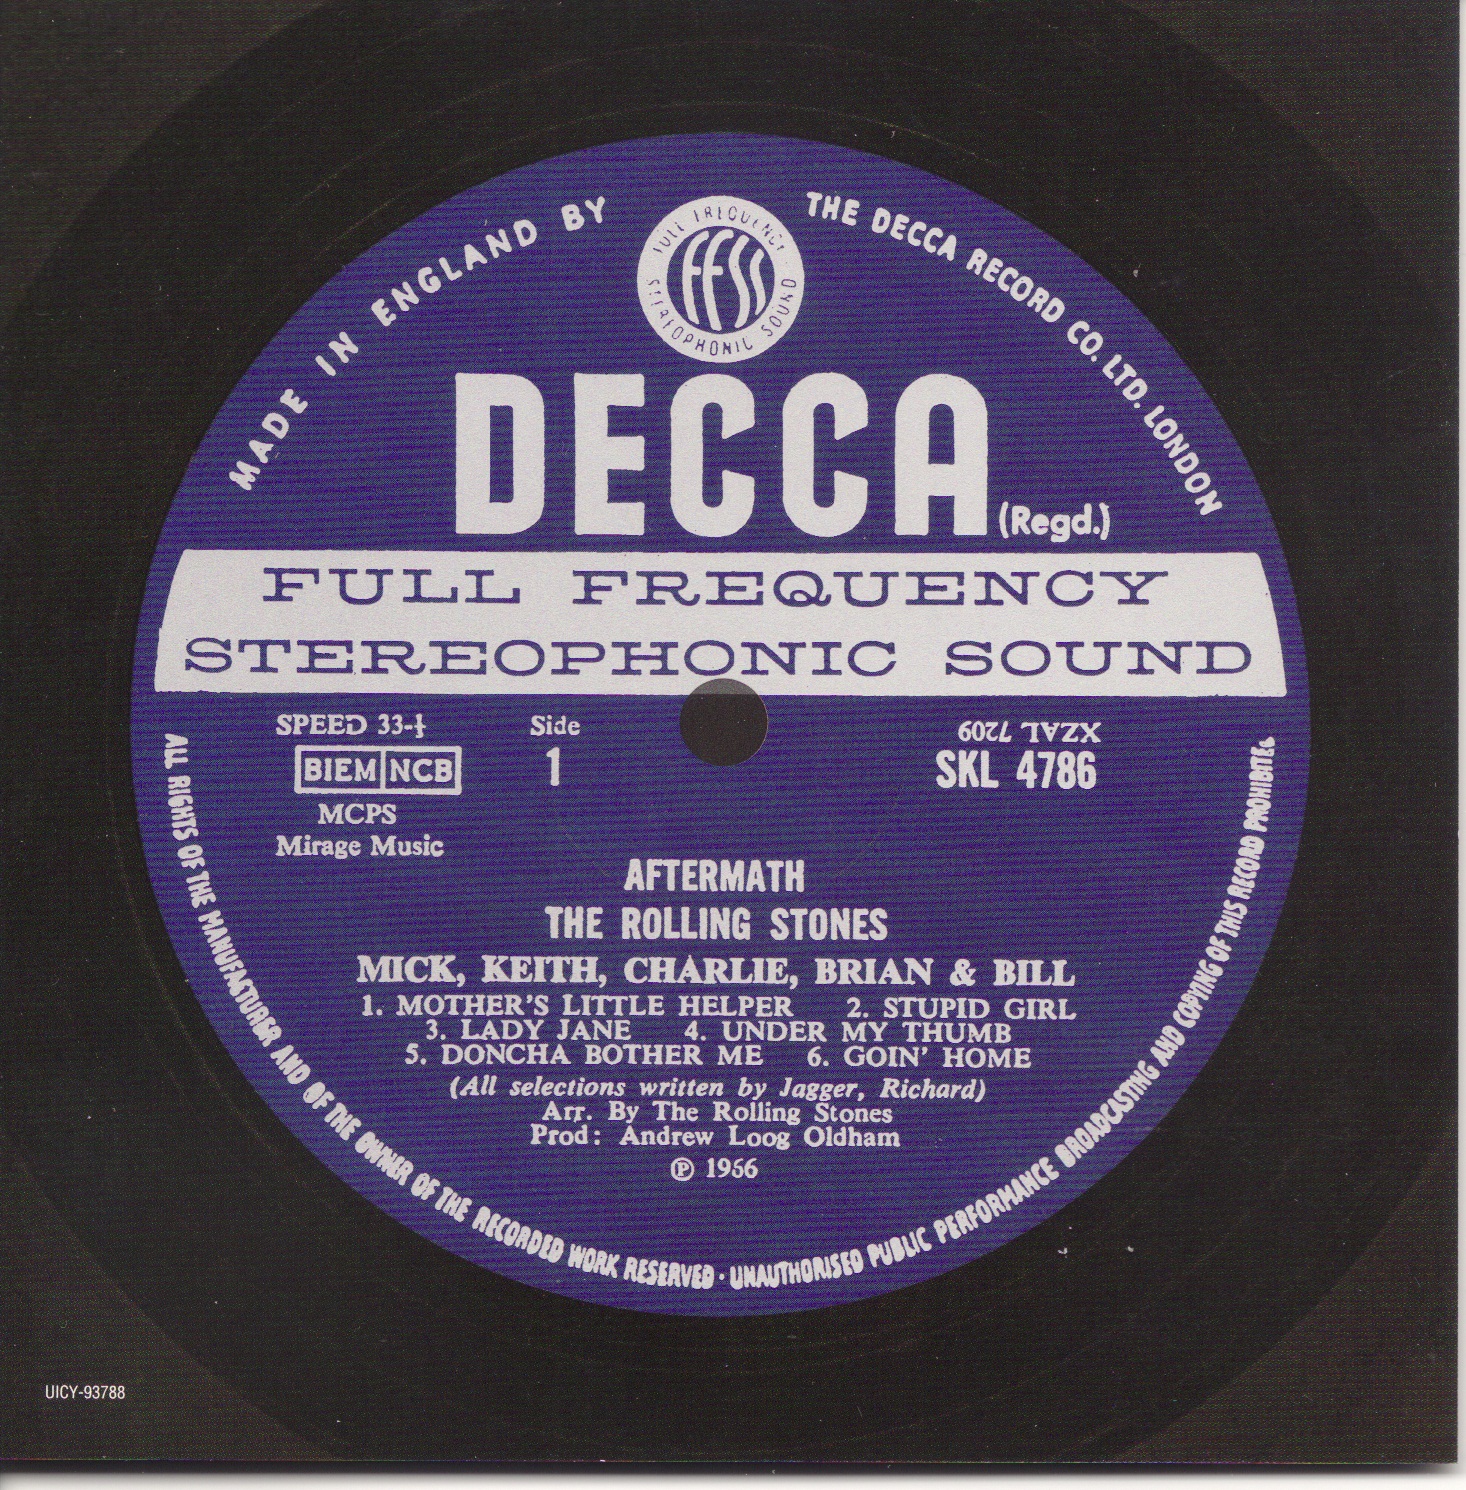 MADE IN ENGLAND BY THE DECCA RECORD CO. LTD. LONDON
FULL FREQUENCY
FFSS
STEREOPHONIC SOUND
DECCA (Regd.)
FULL FREQUENCY
STEREOPHONIC SOUND
SPEED 33-⅓
Side
XZAL 7209
BIEM NCB
1
SKL 4786
MCPS
Mirage Music
AFTERMATH
THE ROLLING STONES
MICK, KEITH, CHARLIE, BRIAN & BILL
1. MOTHER'S LITTLE HELPER 2. STUPID GIRL
3. LADY JANE 4. UNDER MY THUMB
5. DONCHA BOTHER ME 6. GOIN' HOME
(All selections written by Jagger, Richard)
Arr. By The Rolling Stones
Prod: Andrew Loog Oldham
℗ 1966
ALL RIGHTS OF THE MANUFACTURER AND OF THE OWNER OF THE RECORDED WORK RESERVED · UNAUTHORISED PUBLIC PERFORMANCE BROADCASTING AND COPYING OF THIS RECORD PROHIBITED
UICY-93788